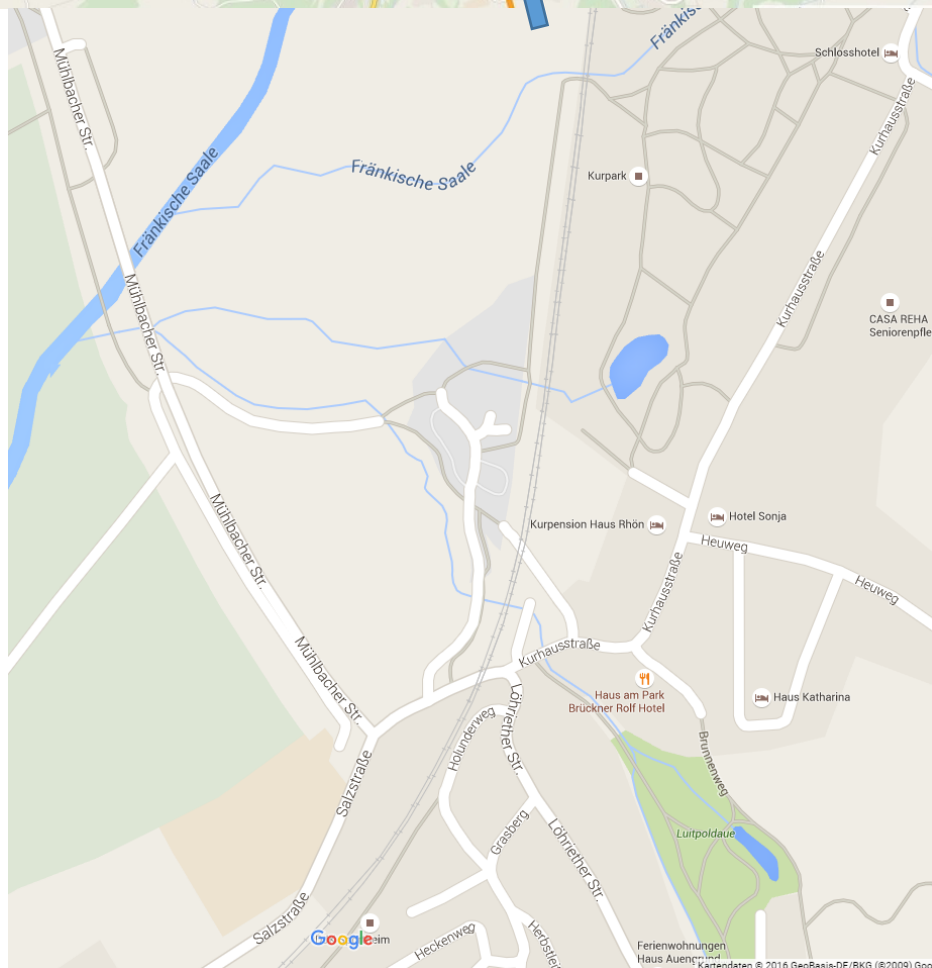 Fränkische
Schlosshotel
Mühlbacher Str.
Kurhausstraße
Fränkische Saale
Kurpark
Fränkische Saale
Kurhausstraße
Mühlbacher Str.
CASA REHA
Seniorenpfle
Mühlbacher Str.
Hotel Sonja
Kurpension Haus Rhön
Heuweg
Heuweg
Kurhausstraße
Mühlbacher Str.
Kurhausstraße
Haus am Park
Brückner Rolf Hotel
Haus Katharina
Löhriether Str.
Holunderweg
Brunnenweg
Salzstraße
Grasberg
Löhriether Str.
Luitpoldaue
Salzstraße
Google
eim
Heckenweg
Herbstlei
Ferienwohnungen
Haus Auengrund
Kartendaten © 2016 GeoBasis-DE/BKG (©2009) Goo